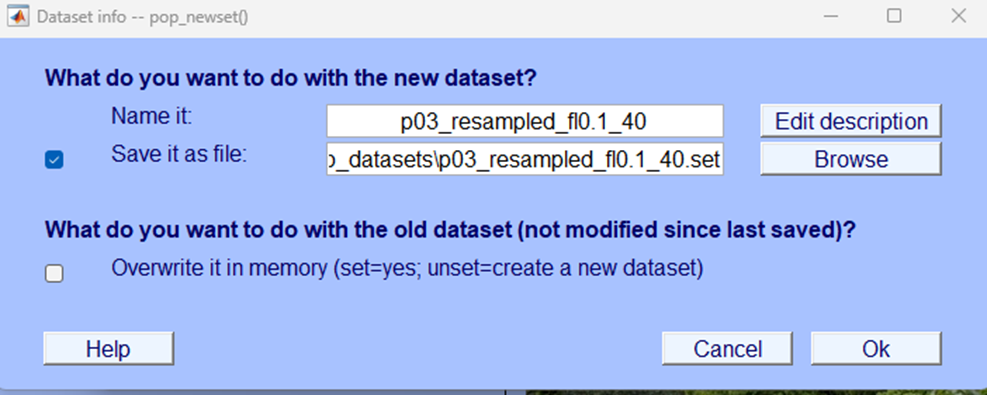 Dataset info -- pop_newset()
What do you want to do with the new dataset?
Name it:
p03_resampled_fl0.1_40
Edit description
Save it as file:
_datasets\p03_resampled_fl0.1_40.set
Browse
What do you want to do with the old dataset (not modified since last saved)?
Overwrite it in memory (set=yes; unset=create a new dataset)
Help
Cancel
Ok